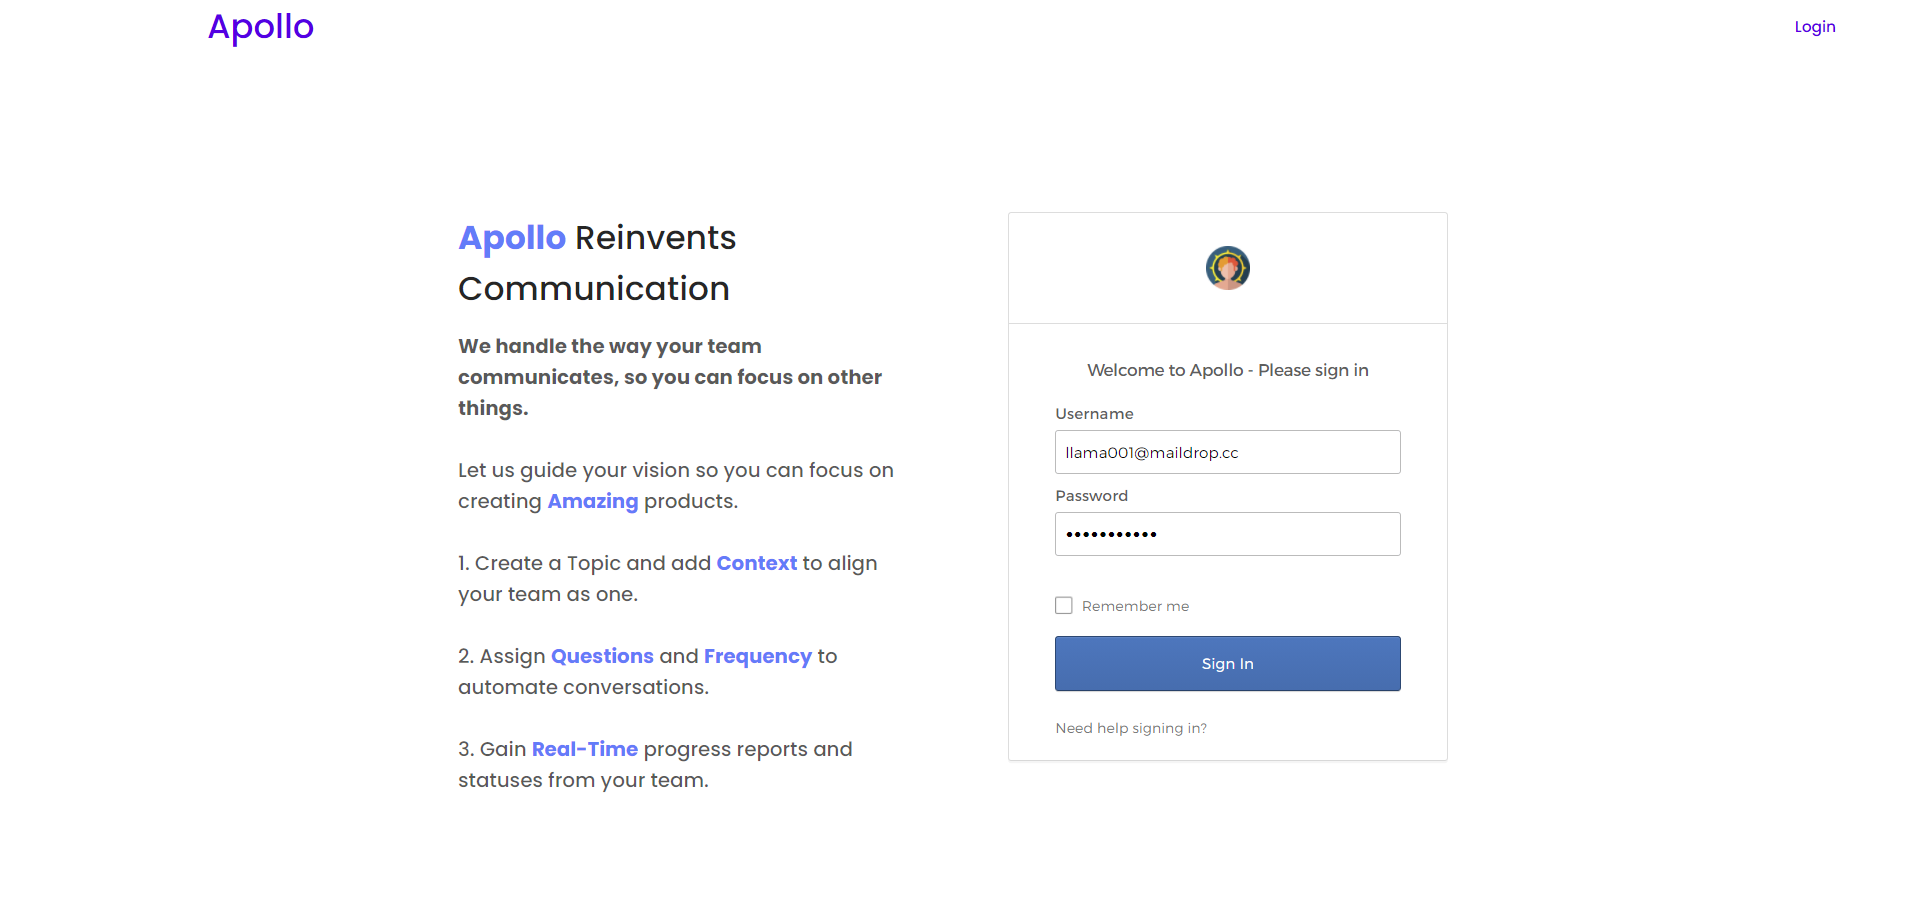 Apollo
Login
Apollo Reinvents
Communication
We handle the way your team
communicates, so you can focus on other
things.
Let us guide your vision so you can focus on
creating Amazing products.
1. Create a Topic and add Context to align
your team as one.
2. Assign Questions and Frequency to
automate conversations.
3. Gain Real-Time progress reports and
statuses from your team.
Welcome to Apollo - Please sign in
Username
llama001@maildrop.cc
Password
•••••••••••
Remember me
Sign In
Need help signing in?